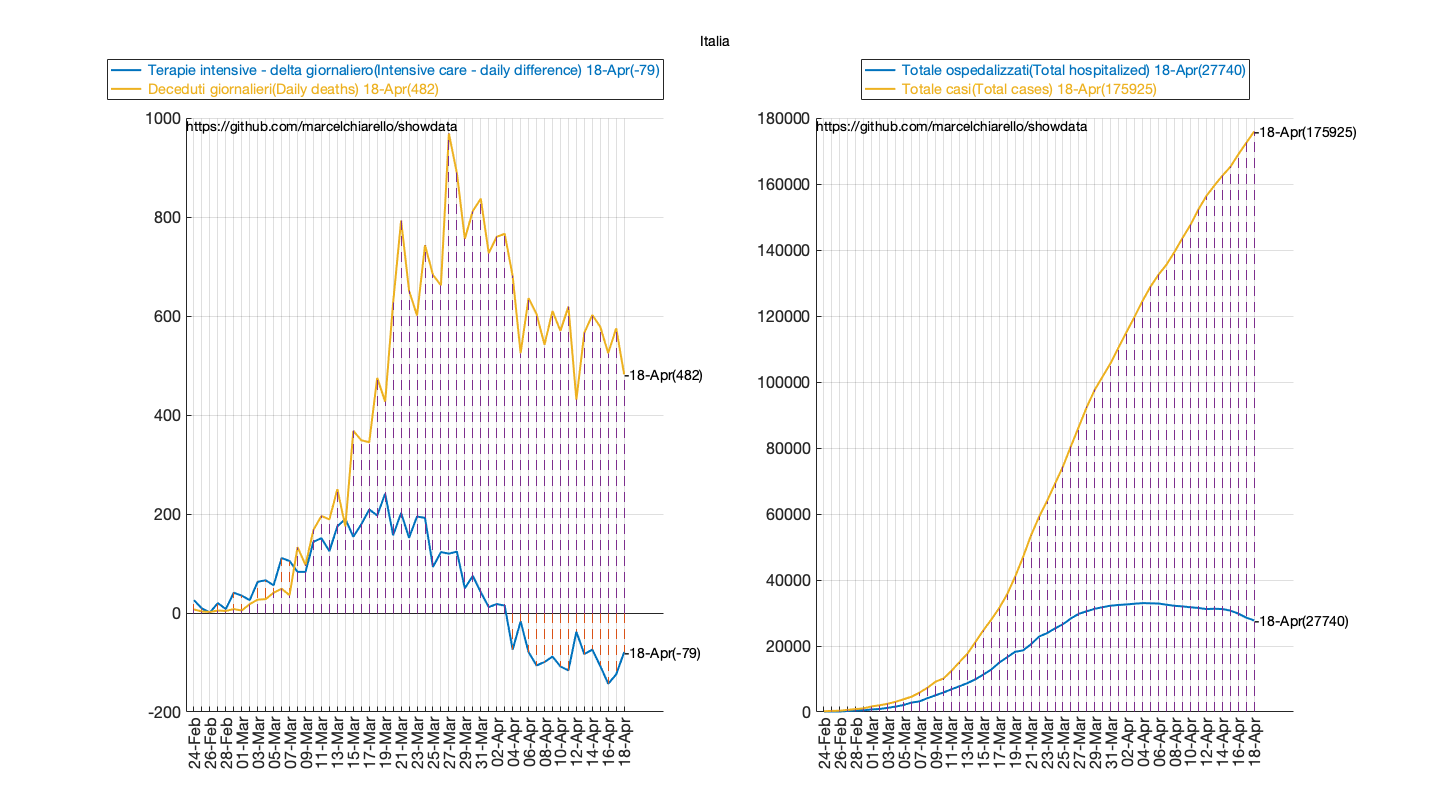 Italia
Terapie intensive - delta giornaliero(Intensive care - daily difference) 18-Apr(-79)
Deceduti giornalieri(Daily deaths) 18-Apr(482)
https://github.com/marcelchiarello/showdata
1000
800
600
400
200
0
-200
18-Apr(482)
18-Apr(-79)
24-Feb
26-Feb
28-Feb
01-Mar
03-Mar
05-Mar
07-Mar
09-Mar
11-Mar
13-Mar
15-Mar
17-Mar
19-Mar
21-Mar
23-Mar
25-Mar
27-Mar
29-Mar
31-Mar
02-Apr
04-Apr
06-Apr
08-Apr
10-Apr
12-Apr
14-Apr
16-Apr
18-Apr
Totale ospedalizzati(Total hospitalized) 18-Apr(27740)
Totale casi(Total cases) 18-Apr(175925)
https://github.com/marcelchiarello/showdata
180000
160000
140000
120000
100000
80000
60000
40000
20000
0
18-Apr(175925)
18-Apr(27740)
24-Feb
26-Feb
28-Feb
01-Mar
03-Mar
05-Mar
07-Mar
09-Mar
11-Mar
13-Mar
15-Mar
17-Mar
19-Mar
21-Mar
23-Mar
25-Mar
27-Mar
29-Mar
31-Mar
02-Apr
04-Apr
06-Apr
08-Apr
10-Apr
12-Apr
14-Apr
16-Apr
18-Apr